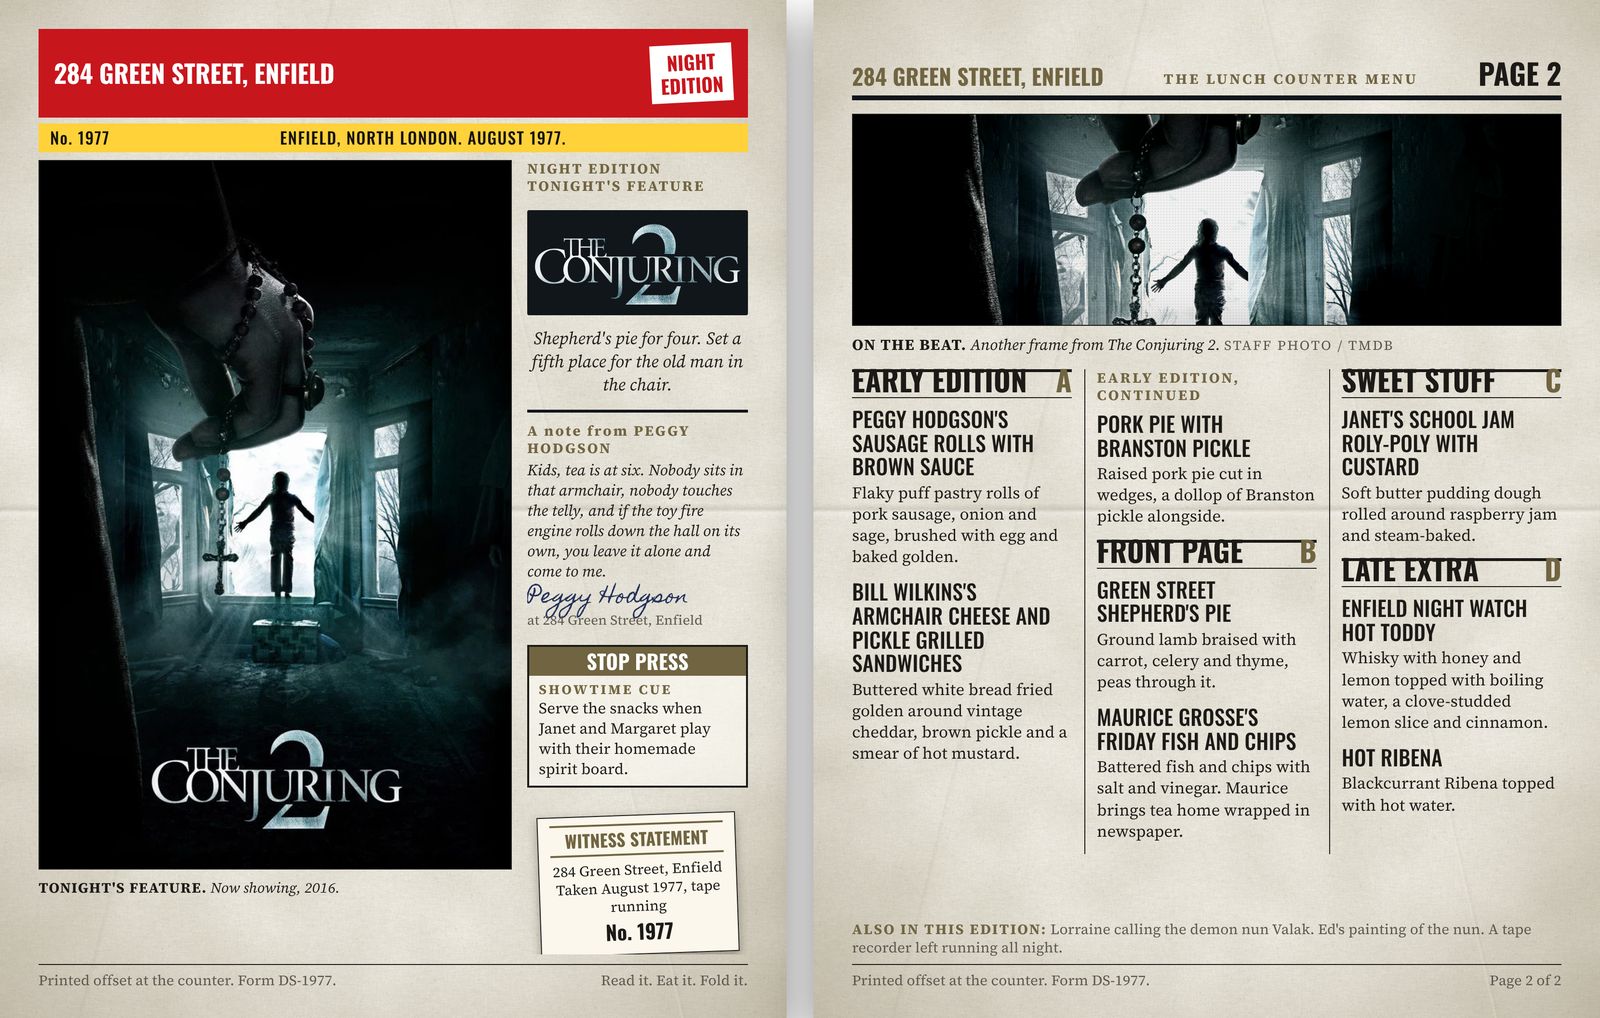 284 GREEN STREET, ENFIELD
NIGHT
EDITION
No. 1977
ENFIELD, NORTH LONDON. AUGUST 1977.
THE
CONJURING
2
TONIGHT'S FEATURE. Now showing, 2016.
NIGHT EDITION
TONIGHT'S FEATURE
THE
CONJURING
2
Shepherd's pie for four. Set a
fifth place for the old man in
the chair.
A note from PEGGY
HODGSON
Kids, tea is at six. Nobody sits in
that armchair, nobody touches
the telly, and if the toy fire
engine rolls down the hall on its
own, you leave it alone and
come to me.
Peggy Hodgson
at 284 Green Street, Enfield
STOP PRESS
SHOWTIME CUE
Serve the snacks when
Janet and Margaret play
with their homemade
spirit board.
WITNESS STATEMENT
284 Green Street, Enfield
Taken August 1977, tape
running
No. 1977
Printed offset at the counter. Form DS-1977.
Read it. Eat it. Fold it.
284 GREEN STREET, ENFIELD
THE LUNCH COUNTER MENU
PAGE 2
ON THE BEAT. Another frame from The Conjuring 2. STAFF PHOTO / TMDB
EARLY EDITION A
PEGGY HODGSON'S
SAUSAGE ROLLS WITH
BROWN SAUCE
Flaky puff pastry rolls of
pork sausage, onion and
sage, brushed with egg and
baked golden.
BILL WILKINS'S
ARMCHAIR CHEESE AND
PICKLE GRILLED
SANDWICHES
Buttered white bread fried
golden around vintage
cheddar, brown pickle and a
smear of hot mustard.
EARLY EDITION,
CONTINUED
PORK PIE WITH
BRANSTON PICKLE
Raised pork pie cut in
wedges, a dollop of Branston
pickle alongside.
FRONT PAGE B
GREEN STREET
SHEPHERD'S PIE
Ground lamb braised with
carrot, celery and thyme,
peas through it.
MAURICE GROSSE'S
FRIDAY FISH AND CHIPS
Battered fish and chips with
salt and vinegar. Maurice
brings tea home wrapped in
newspaper.
SWEET STUFF C
JANET'S SCHOOL JAM
ROLY-POLY WITH
CUSTARD
Soft butter pudding dough
rolled around raspberry jam
and steam-baked.
LATE EXTRA D
ENFIELD NIGHT WATCH
HOT TODDY
Whisky with honey and
lemon topped with boiling
water, a clove-studded
lemon slice and cinnamon.
HOT RIBENA
Blackcurrant Ribena topped
with hot water.
ALSO IN THIS EDITION: Lorraine calling the demon nun Valak. Ed's painting of the nun. A tape
recorder left running all night.
Printed offset at the counter. Form DS-1977.
Page 2 of 2